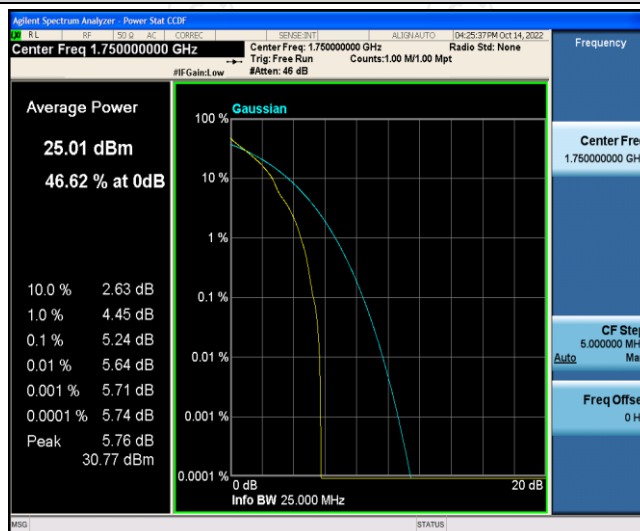 Agilent Spectrum Analyzer - Power Stat CCDF
RL RF 50 Ω AC CORREC SENSE:INT ALIGN AUTO 04:25:37 PM Oct 14, 2022
Center Freq 1.750000000 GHz
Center Freq: 1.750000000 GHz Radio Std: None
Trig: Free Run Counts:1.00 M/1.00 Mpt
#IFGain:Low #Atten: 46 dB
Frequency
Average Power
25.01 dBm
46.62 % at 0dB
10.0 % 2.63 dB
1.0 % 4.45 dB
0.1 % 5.24 dB
0.01 % 5.64 dB
0.001 % 5.71 dB
0.0001 % 5.74 dB
Peak 5.76 dB
30.77 dBm
Gaussian
100 %
10 %
1 %
0.1 %
0.01 %
0.001 %
0.0001 %
0 dB 20 dB
Info BW 25.000 MHz
Center Fre
1.750000000 GH
CF Step
5.000000 MH
Auto Ma
Freq Offse
0 H
MSG STATUS